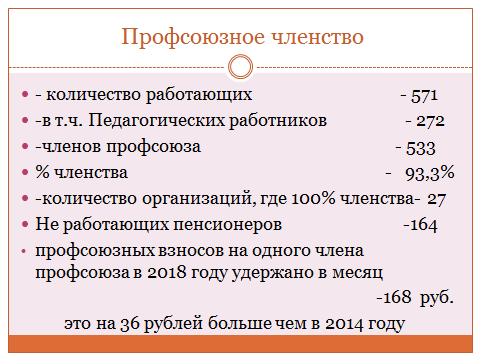 Профсоюзное членство
- количество работающих - 571
-в т.ч. Педагогических работников - 272
-членов профсоюза - 533
% членства - 93,3%
-количество организаций, где 100% членства- 27
Не работающих пенсионеров -164
профсоюзных взносов на одного члена
профсоюза в 2018 году удержано в месяц
-168 руб.
это на 36 рублей больше чем в 2014 году